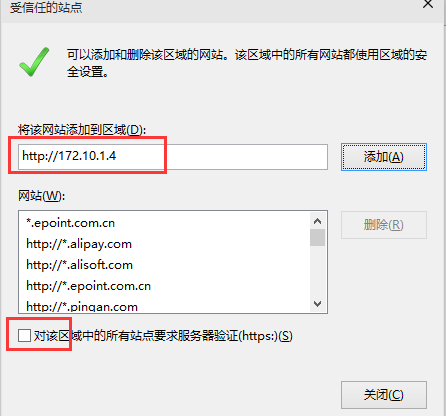 受信任的站点
可以添加和删除该区域的网站。该区域中的所有网站都使用区域的安
全设置。
将该网站添加到区域(D):
http://172.10.1.4
添加(A)
网站(W):
*.epoint.com.cn
删除(R)
http://*.alipay.com
http://*.alisoft.com
http://*.epoint.com.cn
http://*.pingan.com
对该区域中的所有站点要求服务器验证(https:)(S)
关闭(C)